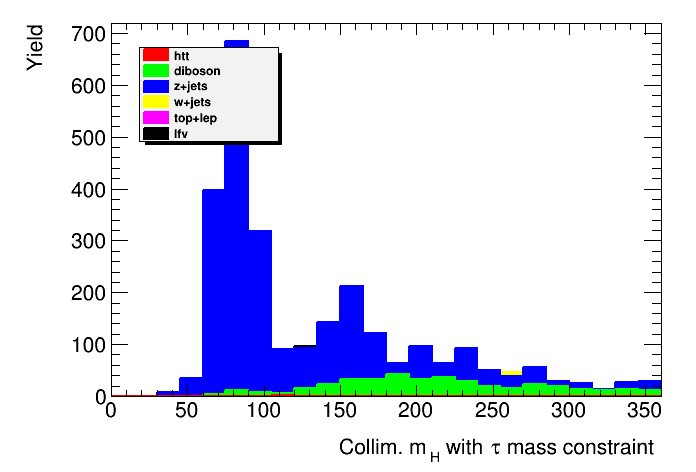 Yield
700
600
500
400
300
200
100
0
htt
diboson
z+jets
w+jets
top+lep
lfv
0 50 100 150 200 250 300 350
Collim. m_H with τ mass constraint